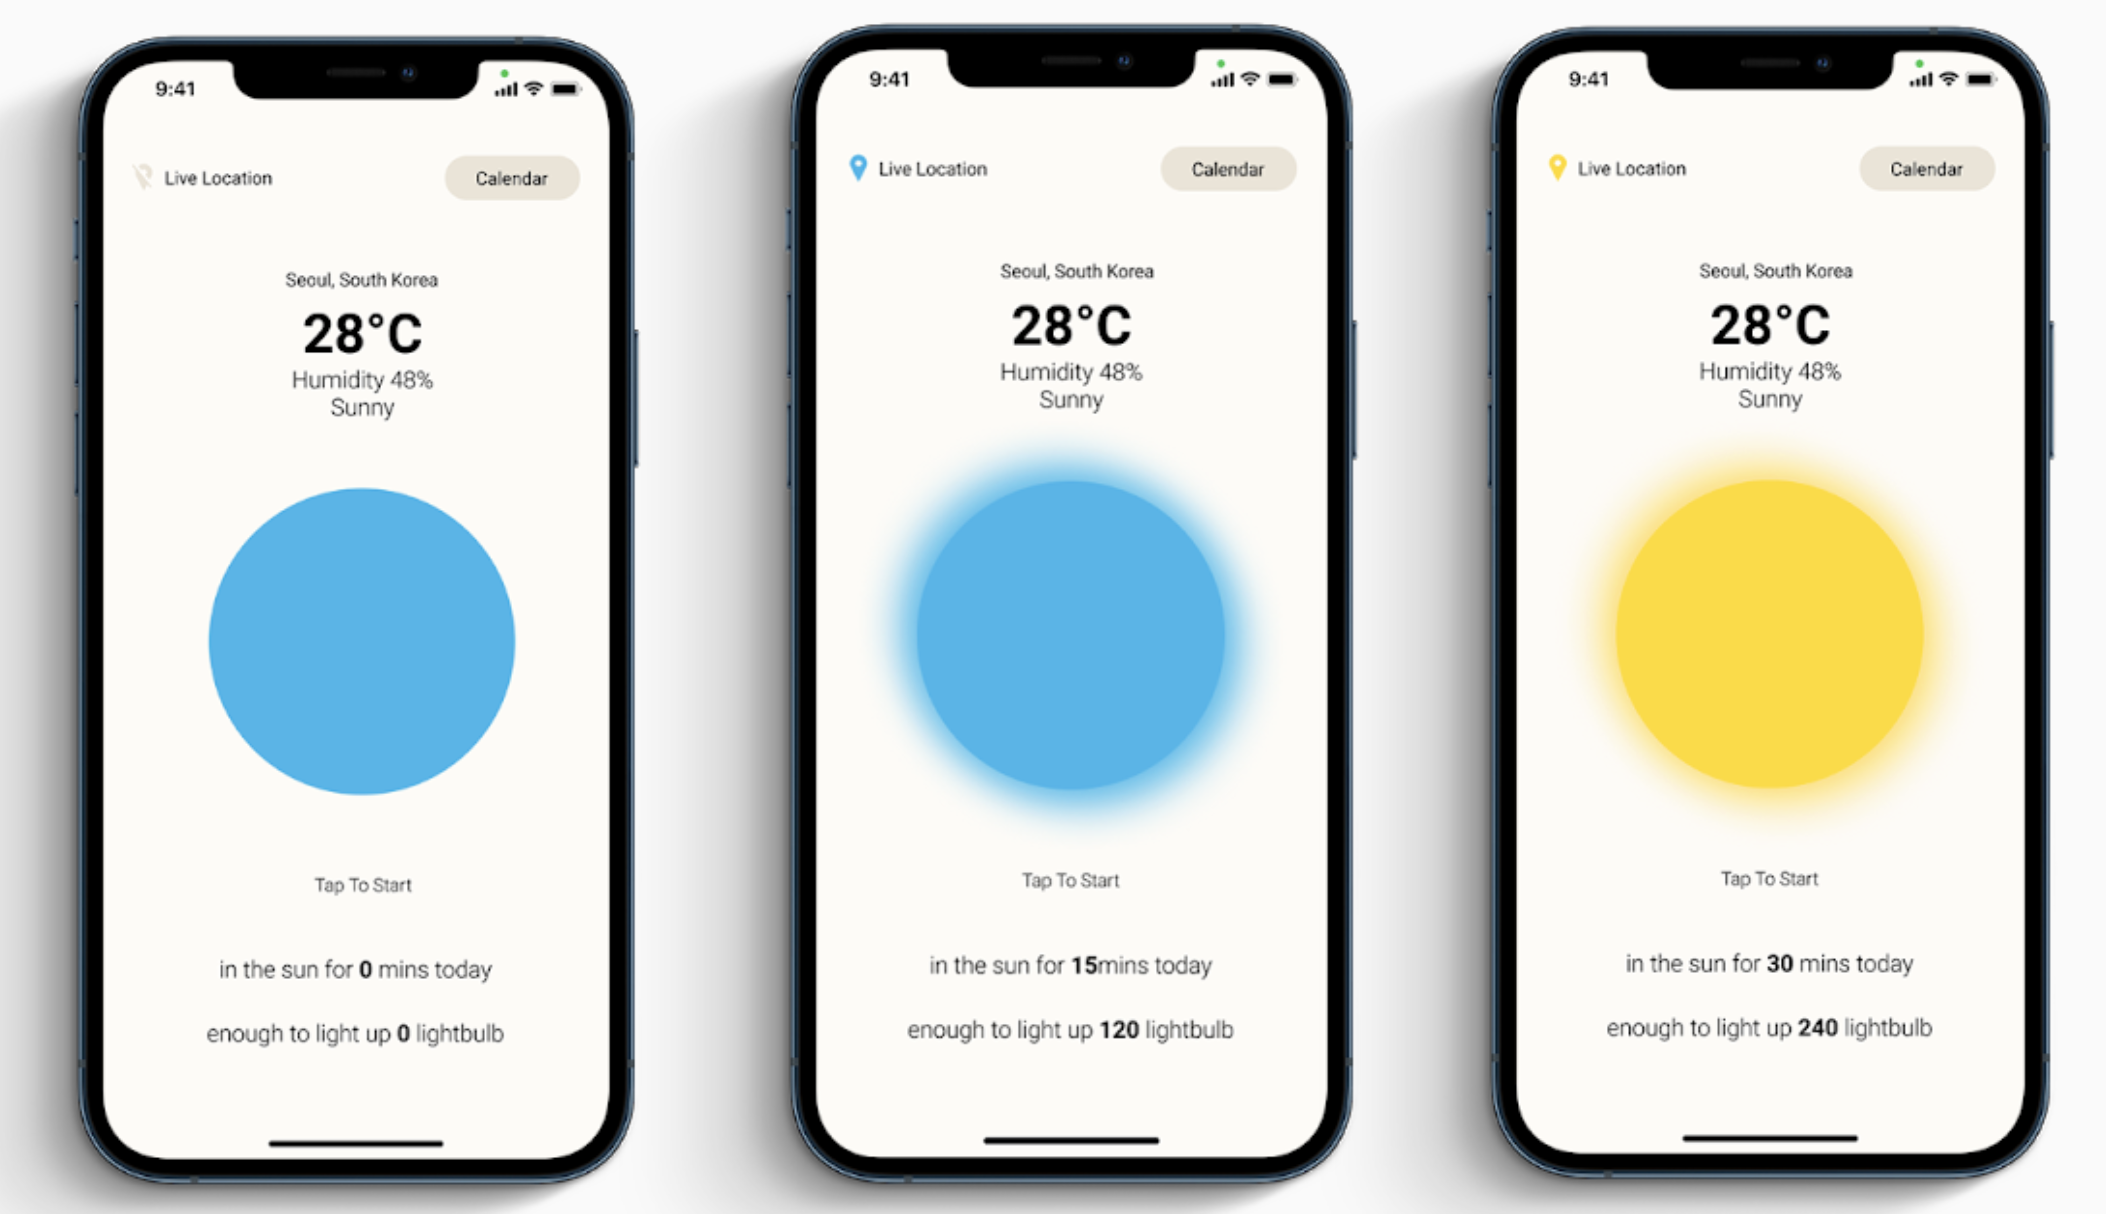 9:41
Live Location
Calendar
Seoul, South Korea
28°C
Humidity 48%
Sunny
Tap To Start
in the sun for 0 mins today
enough to light up 0 lightbulb
9:41
Live Location
Calendar
Seoul, South Korea
28°C
Humidity 48%
Sunny
Tap To Start
in the sun for 15mins today
enough to light up 120 lightbulb
9:41
Live Location
Calendar
Seoul, South Korea
28°C
Humidity 48%
Sunny
Tap To Start
in the sun for 30 mins today
enough to light up 240 lightbulb